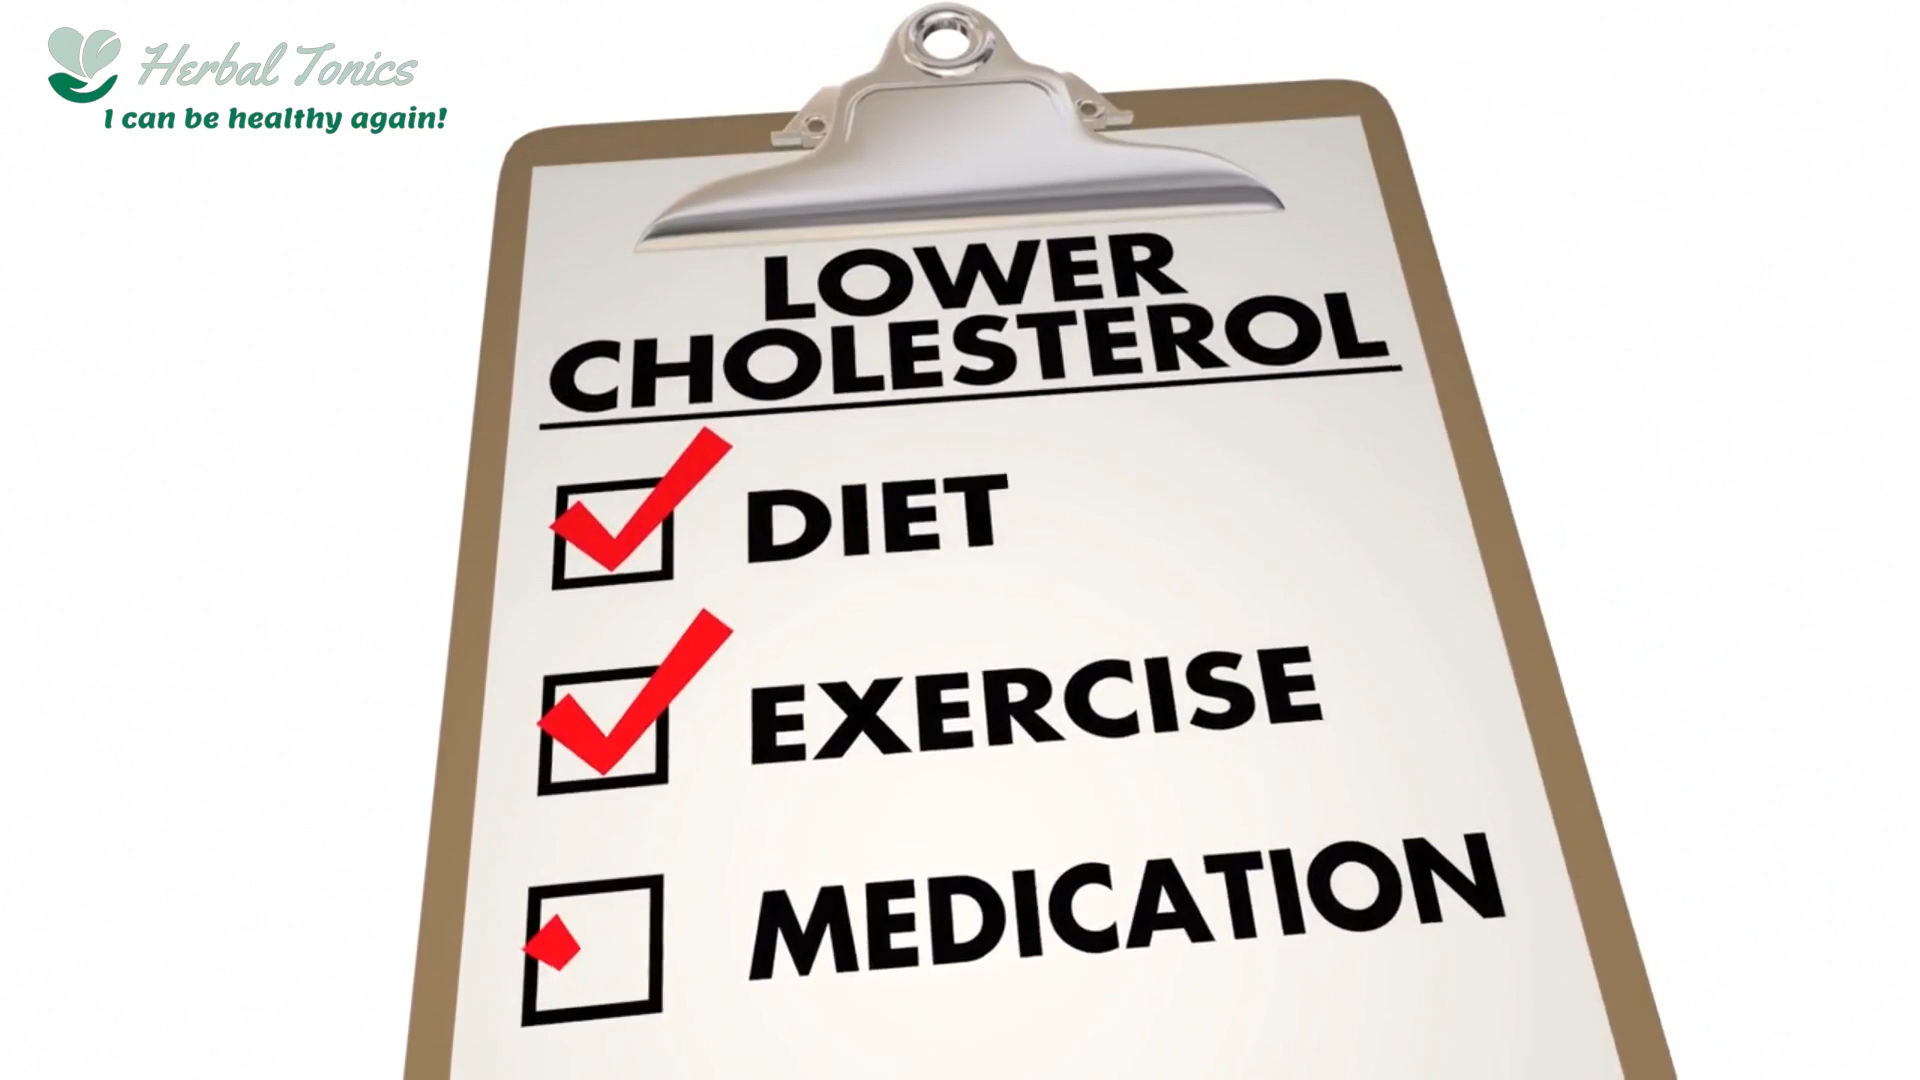 Herbal Tonics
I can be healthy again!
LOWER
CHOLESTEROL
DIET
EXERCISE
MEDICATION